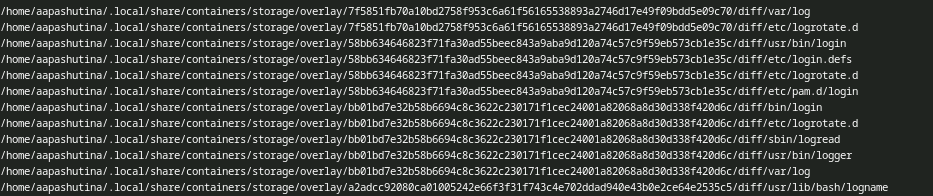 /home/aapashutina/.local/share/containers/storage/overlay/7f5851fb70a10bd2758f953c6a61f56165538893a2746d17e49f09bdd5e09c70/diff/var/log
/home/aapashutina/.local/share/containers/storage/overlay/7f5851fb70a10bd2758f953c6a61f56165538893a2746d17e49f09bdd5e09c70/diff/etc/logrotate.d
/home/aapashutina/.local/share/containers/storage/overlay/58bb634646823f71fa30ad55beec843a9aba9d120a74c57c9f59eb573cb1e35c/diff/usr/bin/login
/home/aapashutina/.local/share/containers/storage/overlay/58bb634646823f71fa30ad55beec843a9aba9d120a74c57c9f59eb573cb1e35c/diff/etc/login.defs
/home/aapashutina/.local/share/containers/storage/overlay/58bb634646823f71fa30ad55beec843a9aba9d120a74c57c9f59eb573cb1e35c/diff/etc/logrotate.d
/home/aapashutina/.local/share/containers/storage/overlay/58bb634646823f71fa30ad55beec843a9aba9d120a74c57c9f59eb573cb1e35c/diff/etc/pam.d/login
/home/aapashutina/.local/share/containers/storage/overlay/bb01bd7e32b58b6694c8c3622c230171f1cec24001a82068a8d30d338f420d6c/diff/bin/login
/home/aapashutina/.local/share/containers/storage/overlay/bb01bd7e32b58b6694c8c3622c230171f1cec24001a82068a8d30d338f420d6c/diff/etc/logrotate.d
/home/aapashutina/.local/share/containers/storage/overlay/bb01bd7e32b58b6694c8c3622c230171f1cec24001a82068a8d30d338f420d6c/diff/sbin/logread
/home/aapashutina/.local/share/containers/storage/overlay/bb01bd7e32b58b6694c8c3622c230171f1cec24001a82068a8d30d338f420d6c/diff/usr/bin/logger
/home/aapashutina/.local/share/containers/storage/overlay/bb01bd7e32b58b6694c8c3622c230171f1cec24001a82068a8d30d338f420d6c/diff/var/log
/home/aapashutina/.local/share/containers/storage/overlay/a2adcc92080ca01005242e66f3f31f743c4e702ddad940e43b0e2ce64e2535c5/diff/usr/lib/bash/logname